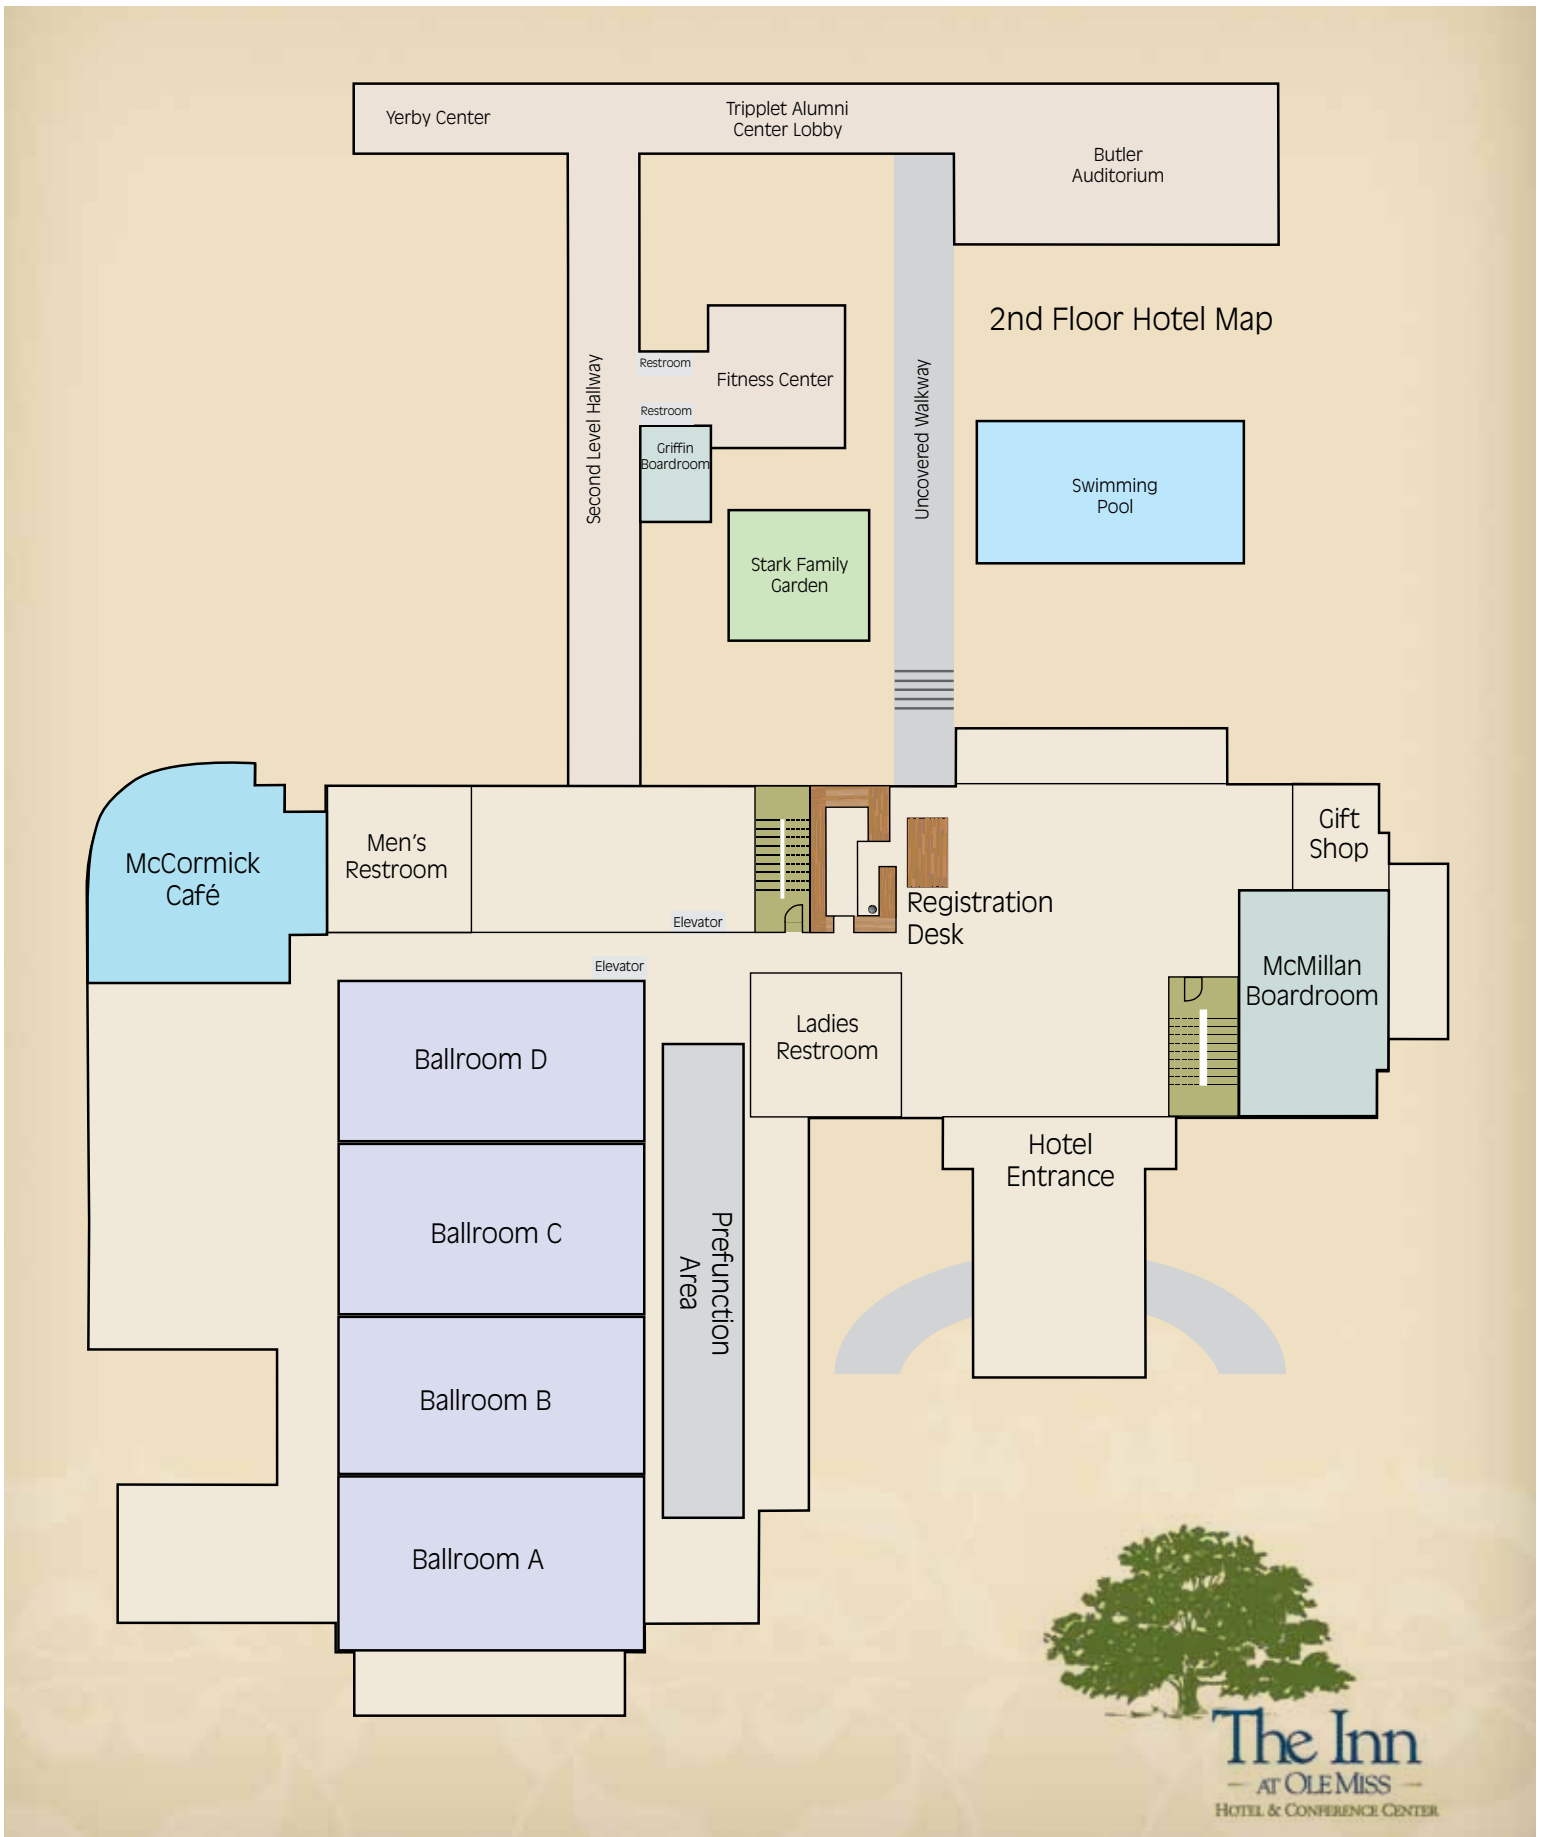 Yerby Center
Tripplet Alumni
Center Lobby
Butler
Auditorium
2nd Floor Hotel Map
Second Level Hallway
Restroom
Fitness Center
Restroom
Griffin
Boardroom
Uncovered Walkway
Swimming
Pool
Stark Family
Garden
McCormick
Café
Men's
Restroom
Elevator
Elevator
Registration
Desk
Gift
Shop
McMillan
Boardroom
Ladies
Restroom
Ballroom D
Ballroom C
Ballroom B
Ballroom A
Prefunction
Area
Hotel
Entrance
The Inn
AT OLE MISS
HOTEL & CONFERENCE CENTER